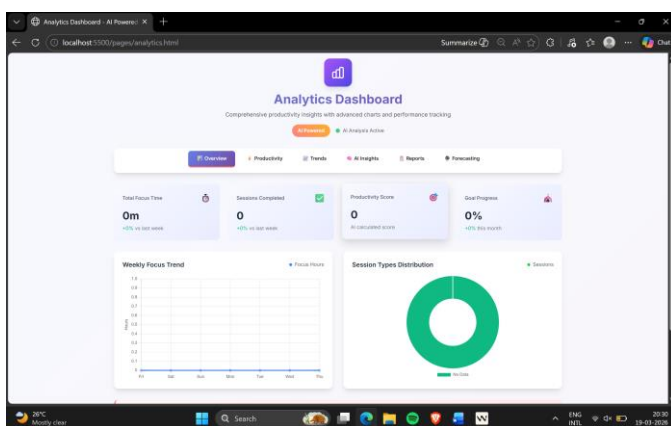 Analytics Dashboard - AI Powered
localhost:5500/pages/analytics.html
Summarize
Chat
Analytics Dashboard
Comprehensive productivity insights with advanced charts and performance tracking
AI Powered
AI Analysis Active
Overview
Productivity
Trends
AI Insights
Reports
Forecasting
Total Focus Time
0m
+0% vs last week
Sessions Completed
0
+0% vs last week
Productivity Score
0
AI calculated score
Goal Progress
0%
+0% this month
Weekly Focus Trend
Focus Hours
1.0
0.9
0.8
0.7
0.6
0.5
0.4
0.3
0.2
0.1
0
Hours
Fri Sat Sun Mon Tue Wed Thu
Session Types Distribution
Sessions
No Data
26°C
Mostly clear
Search
ENG
INTL
20:30